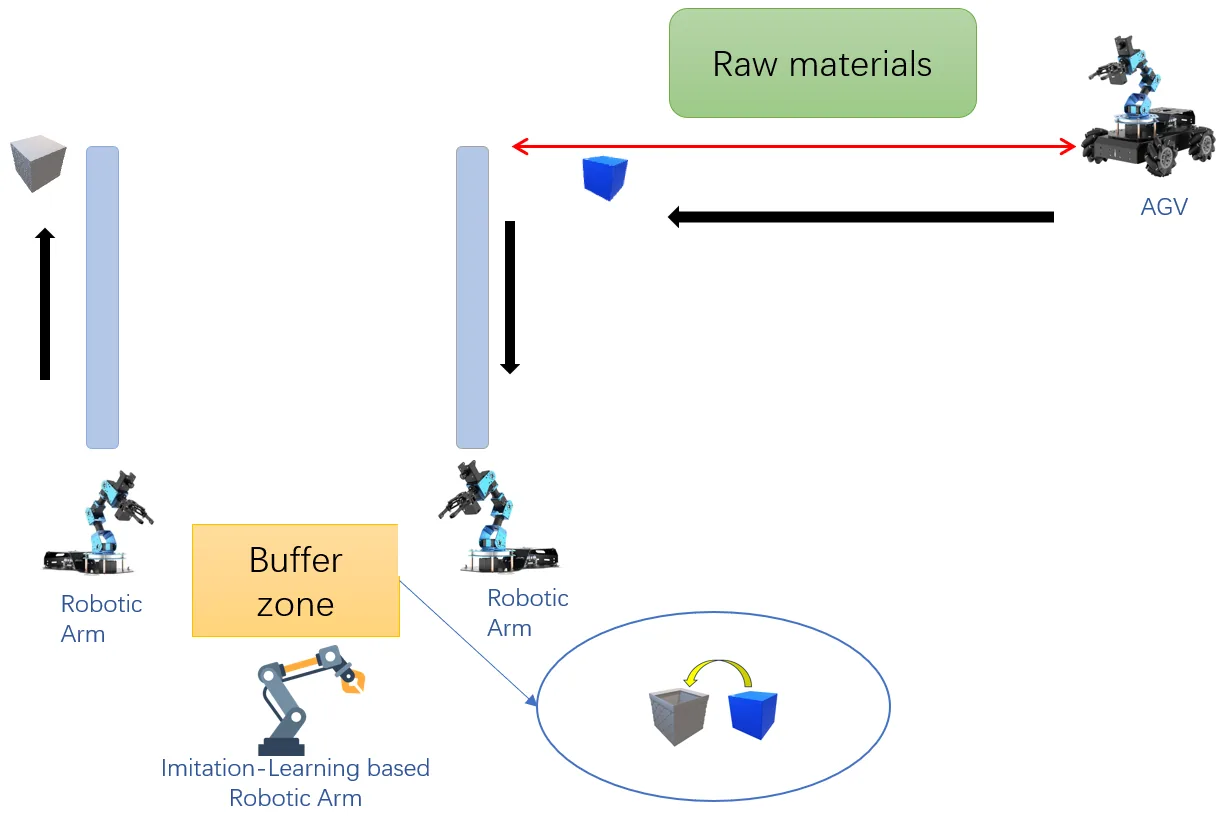 Raw materials
AGV
Buffer
zone
Robotic
Arm
Robotic
Arm
Imitation-Learning based
Robotic Arm